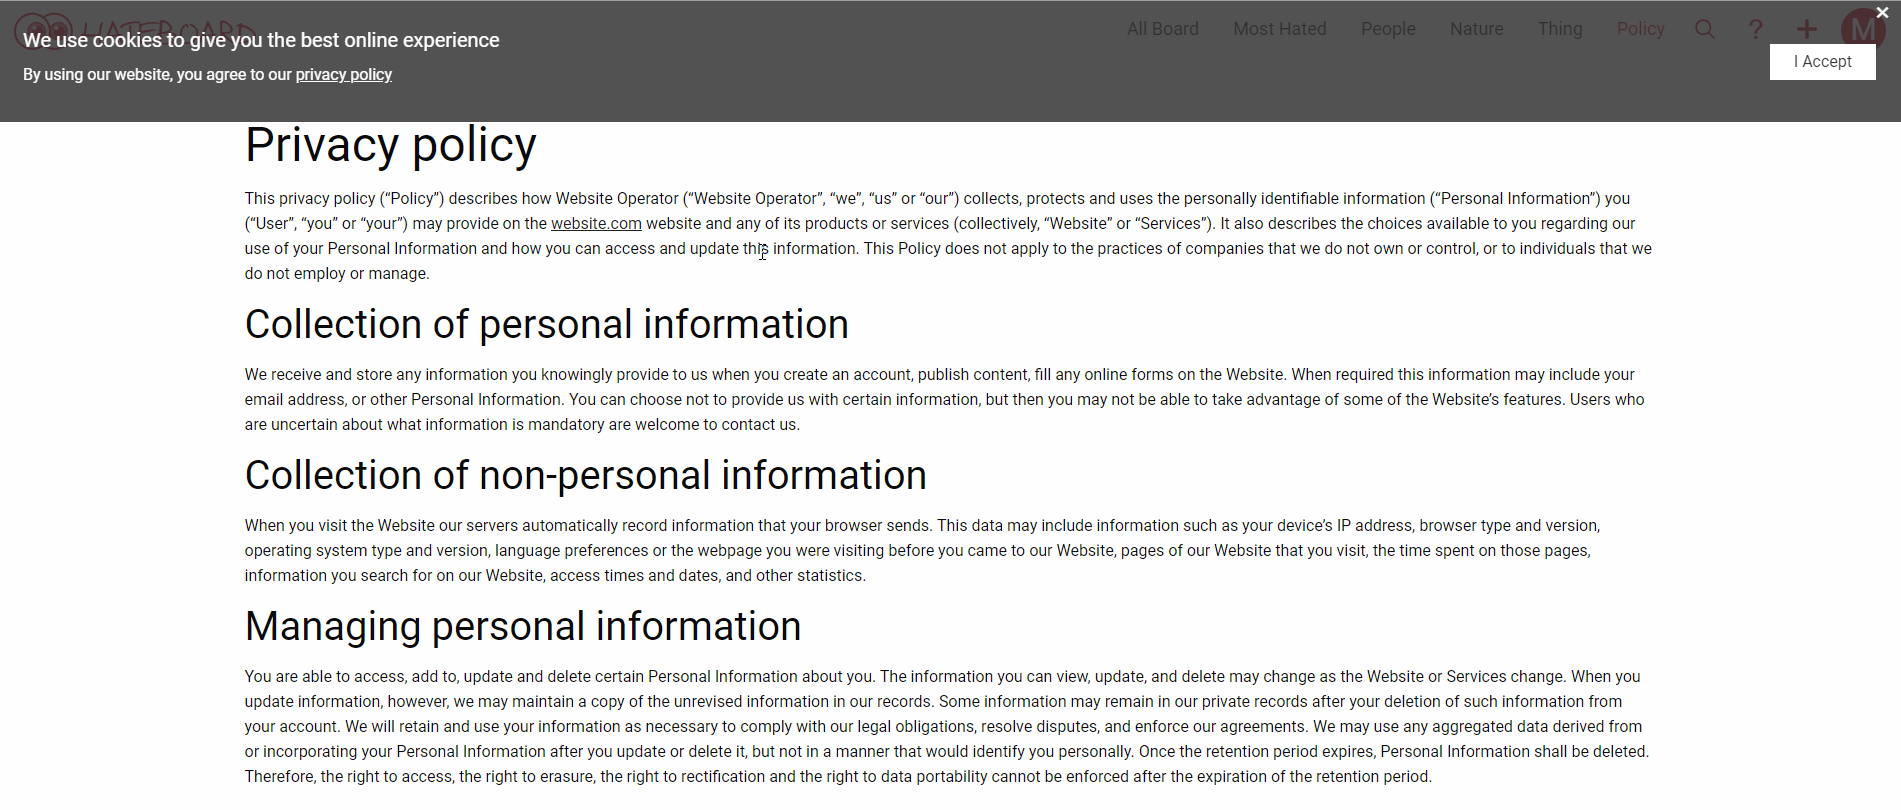 HATEBOARD
All Board Most Hated People Nature Thing Policy ? + M
We use cookies to give you the best online experience
By using our website, you agree to our privacy policy
×
I Accept
Privacy policy
This privacy policy (“Policy”) describes how Website Operator (“Website Operator”, “we”, “us” or “our”) collects, protects and uses the personally identifiable information (“Personal Information”) you
(“User”, “you” or “your”) may provide on the website.com website and any of its products or services (collectively, “Website” or “Services”). It also describes the choices available to you regarding our
use of your Personal Information and how you can access and update this information. This Policy does not apply to the practices of companies that we do not own or control, or to individuals that we
do not employ or manage.
Collection of personal information
We receive and store any information you knowingly provide to us when you create an account, publish content, fill any online forms on the Website. When required this information may include your
email address, or other Personal Information. You can choose not to provide us with certain information, but then you may not be able to take advantage of some of the Website’s features. Users who
are uncertain about what information is mandatory are welcome to contact us.
Collection of non-personal information
When you visit the Website our servers automatically record information that your browser sends. This data may include information such as your device’s IP address, browser type and version,
operating system type and version, language preferences or the webpage you were visiting before you came to our Website, pages of our Website that you visit, the time spent on those pages,
information you search for on our Website, access times and dates, and other statistics.
Managing personal information
You are able to access, add to, update and delete certain Personal Information about you. The information you can view, update, and delete may change as the Website or Services change. When you
update information, however, we may maintain a copy of the unrevised information in our records. Some information may remain in our private records after your deletion of such information from
your account. We will retain and use your information as necessary to comply with our legal obligations, resolve disputes, and enforce our agreements. We may use any aggregated data derived from
or incorporating your Personal Information after you update or delete it, but not in a manner that would identify you personally. Once the retention period expires, Personal Information shall be deleted.
Therefore, the right to access, the right to erasure, the right to rectification and the right to data portability cannot be enforced after the expiration of the retention period.